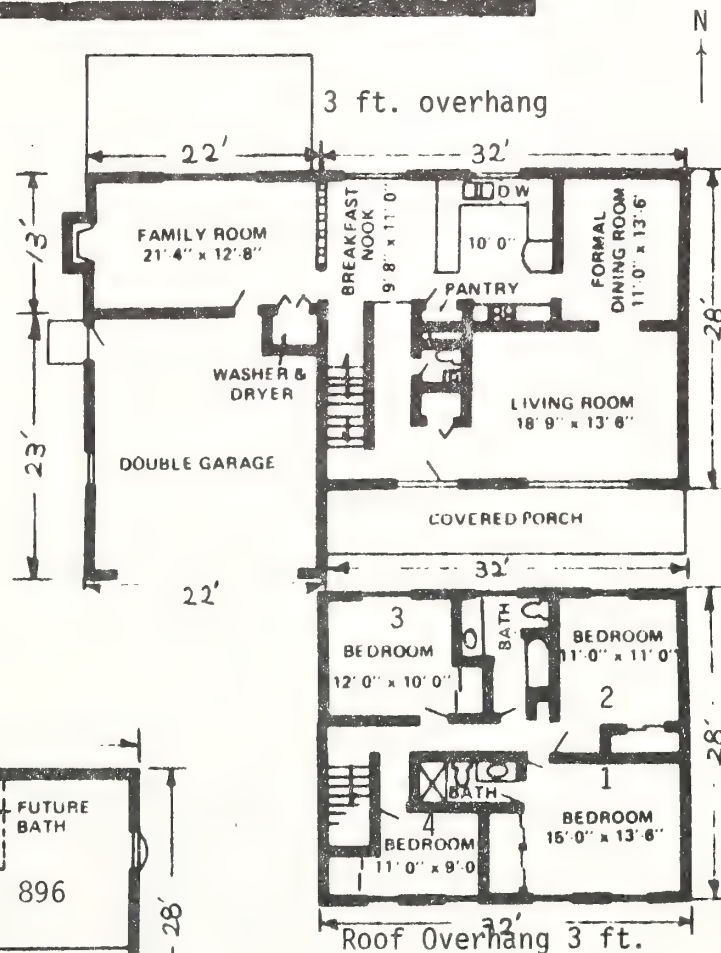 N
3 ft. overhang
22'
32'
BREAKFAST
NOOK
9'-8" x 11'0"
D W
10' 0"
FORMAL
DINING ROOM
11'-0" x 13'-6"
13'
FAMILY ROOM
21'-4" x 12'-8"
PANTRY
28'
WASHER &
DRYER
LIVING ROOM
18' 9" x 13' 6"
23'
DOUBLE GARAGE
COVERED PORCH
22'
32'
3
BEDROOM
12' 0" x 10' 0"
BATH
BEDROOM
11'-0" x 11' 0"
2
28'
1
BATH
BEDROOM
15'-0" x 13'-6"
4
BEDROOM
11' 0" x 9'-0
FUTURE
BATH
896
28'
32'
Roof Overhang 3 ft.